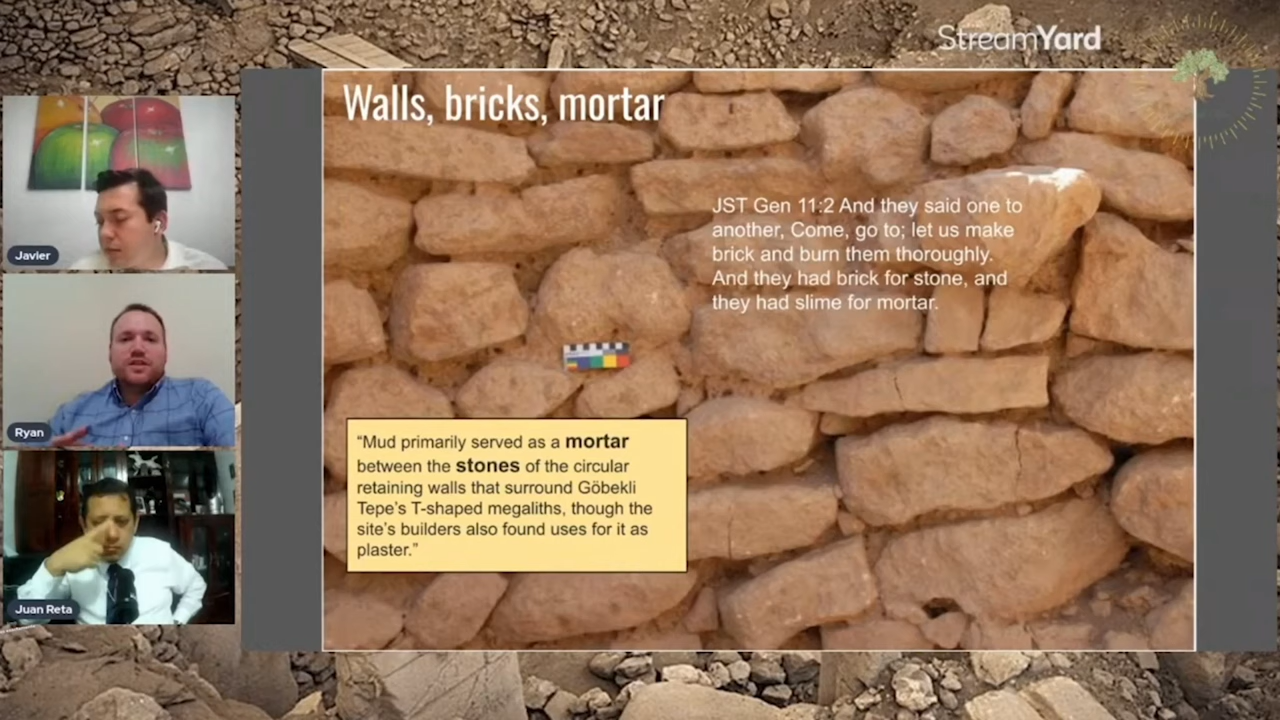 StreamYard
Walls, bricks, mortar
JST Gen 11:2 And they said one to
another, Come, go to; let us make
brick and burn them thoroughly.
And they had brick for stone, and
they had slime for mortar.
“Mud primarily served as a mortar
between the stones of the circular
retaining walls that surround Göbekli
Tepe’s T-shaped megaliths, though the
site’s builders also found uses for it as
plaster.”
Javier
Ryan
Juan Reta